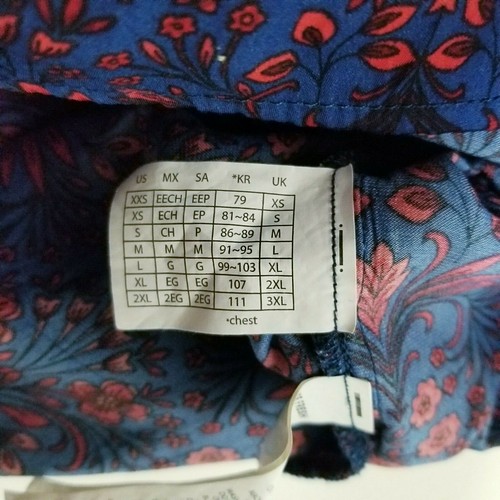 US MX SA *KR UK
XXS EECH EEP 79 XS
XS ECH EP 81~84 S
S CH P 86~89 M
M M M 91~95 L
L G G 99~103 XL
XL EG EG 107 2XL
2XL 2EG 2EG 111 3XL
*chest